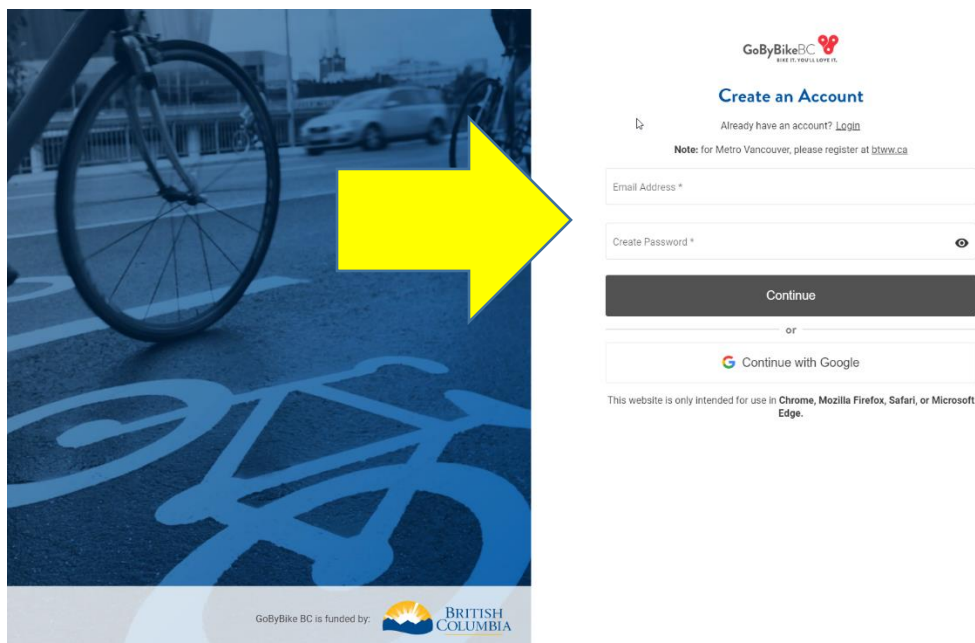 GoByBikeBC
BIKE IT. YOU'LL LOVE IT.
Create an Account
Already have an account? Login
Note: for Metro Vancouver, please register at btww.ca
Email Address *
Create Password *
Continue
or
Continue with Google
This website is only intended for use in Chrome, Mozilla Firefox, Safari, or Microsoft
Edge.
GoByBike BC is funded by:
BRITISH
COLUMBIA